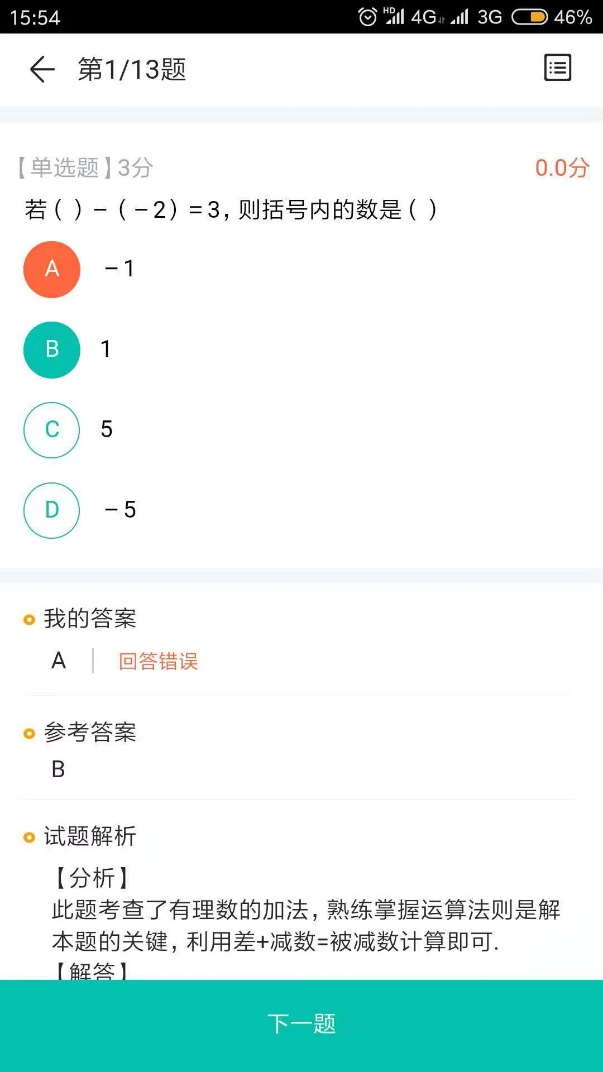 15:54
HD 4G 3G 46%
第1/13题
【单选题】3分
0.0分
若( )-(-2)=3,则括号内的数是( )
A -1
B 1
C 5
D -5
我的答案
A 回答错误
参考答案
B
试题解析
【分析】
此题考查了有理数的加法,熟练掌握运算法则是解
本题的关键,利用差+减数=被减数计算即可.
【解答】
下一题